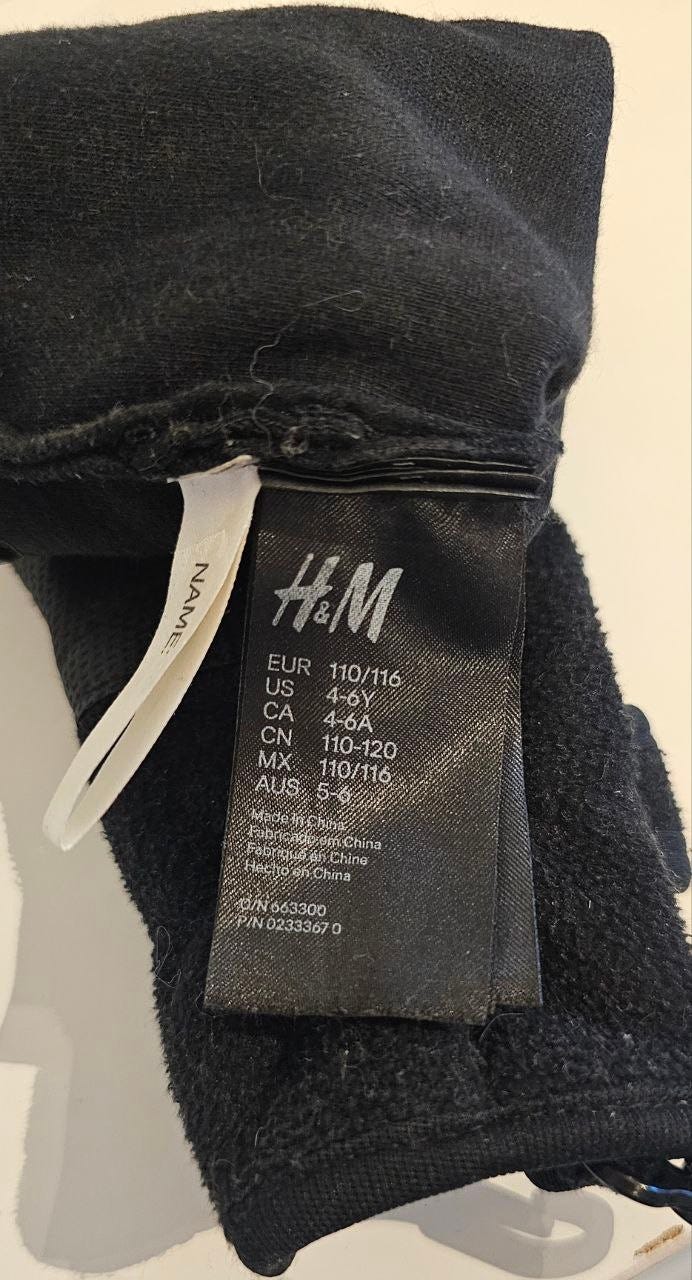 NAME:
H&M
EUR 110/116
US 4-6Y
CA 4-6A
CN 110-120
MX 110/116
AUS 5-6
Made in China
Fabricado em China
Fabriqué en Chine
Hecho en China
O/N 663300
P/N 0233367 0